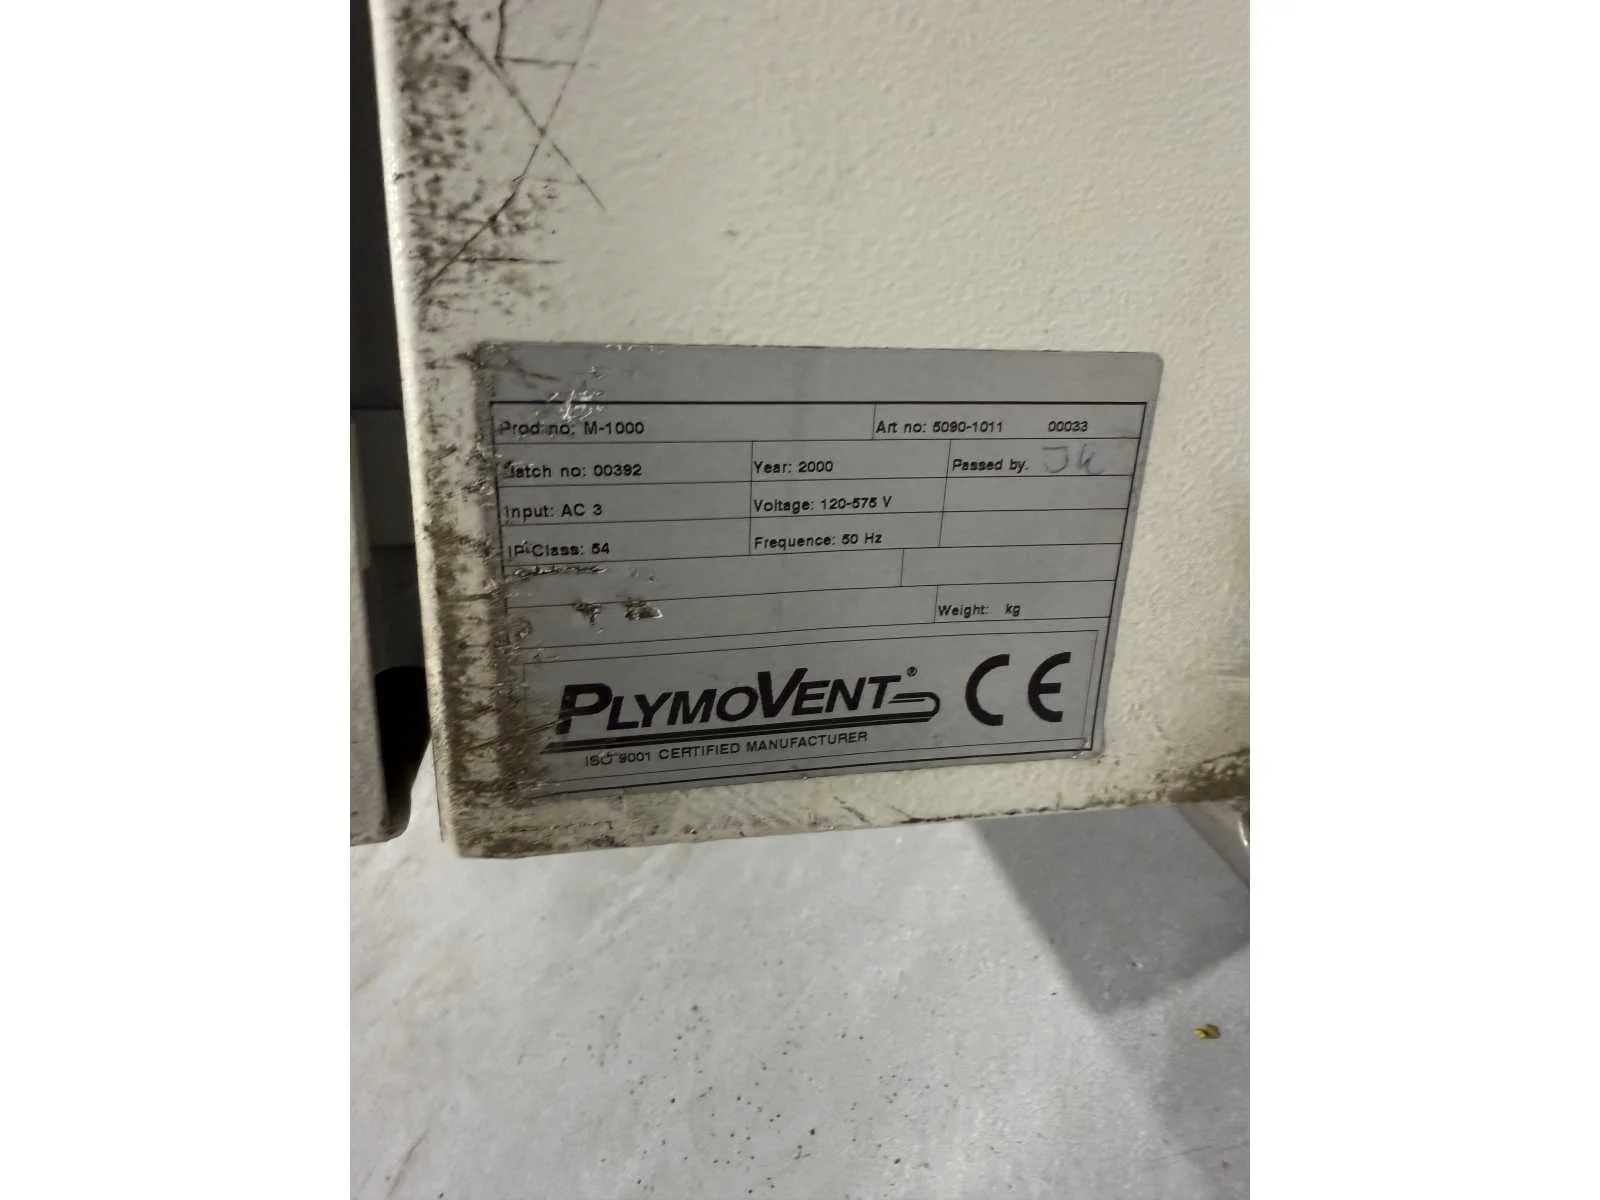 Prod no: M-1000 Art no: 5090-1011 00033
Batch no: 00392 Year: 2000 Passed by.
Input: AC 3 Voltage: 120-575 V
IP Class: 54 Frequence: 50 Hz
Weight: kg
PLYMOVENT® CE
ISO 9001 CERTIFIED MANUFACTURER